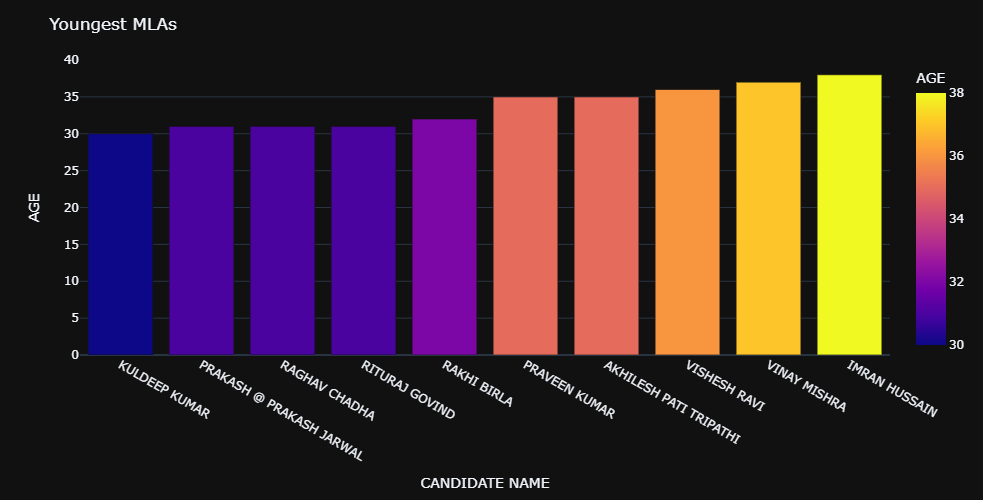 Youngest MLAs
40
35
30
25
20
15
10
5
0
AGE
KULDEEP KUMAR
PRAKASH @ PRAKASH JARWAL
RAGHAV CHADHA
RITURAJ GOVIND
RAKHI BIRLA
PRAVEEN KUMAR
AKHILESH PATI TRIPATHI
VISHESH RAVI
VINAY MISHRA
IMRAN HUSSAIN
CANDIDATE NAME
AGE
38
36
34
32
30